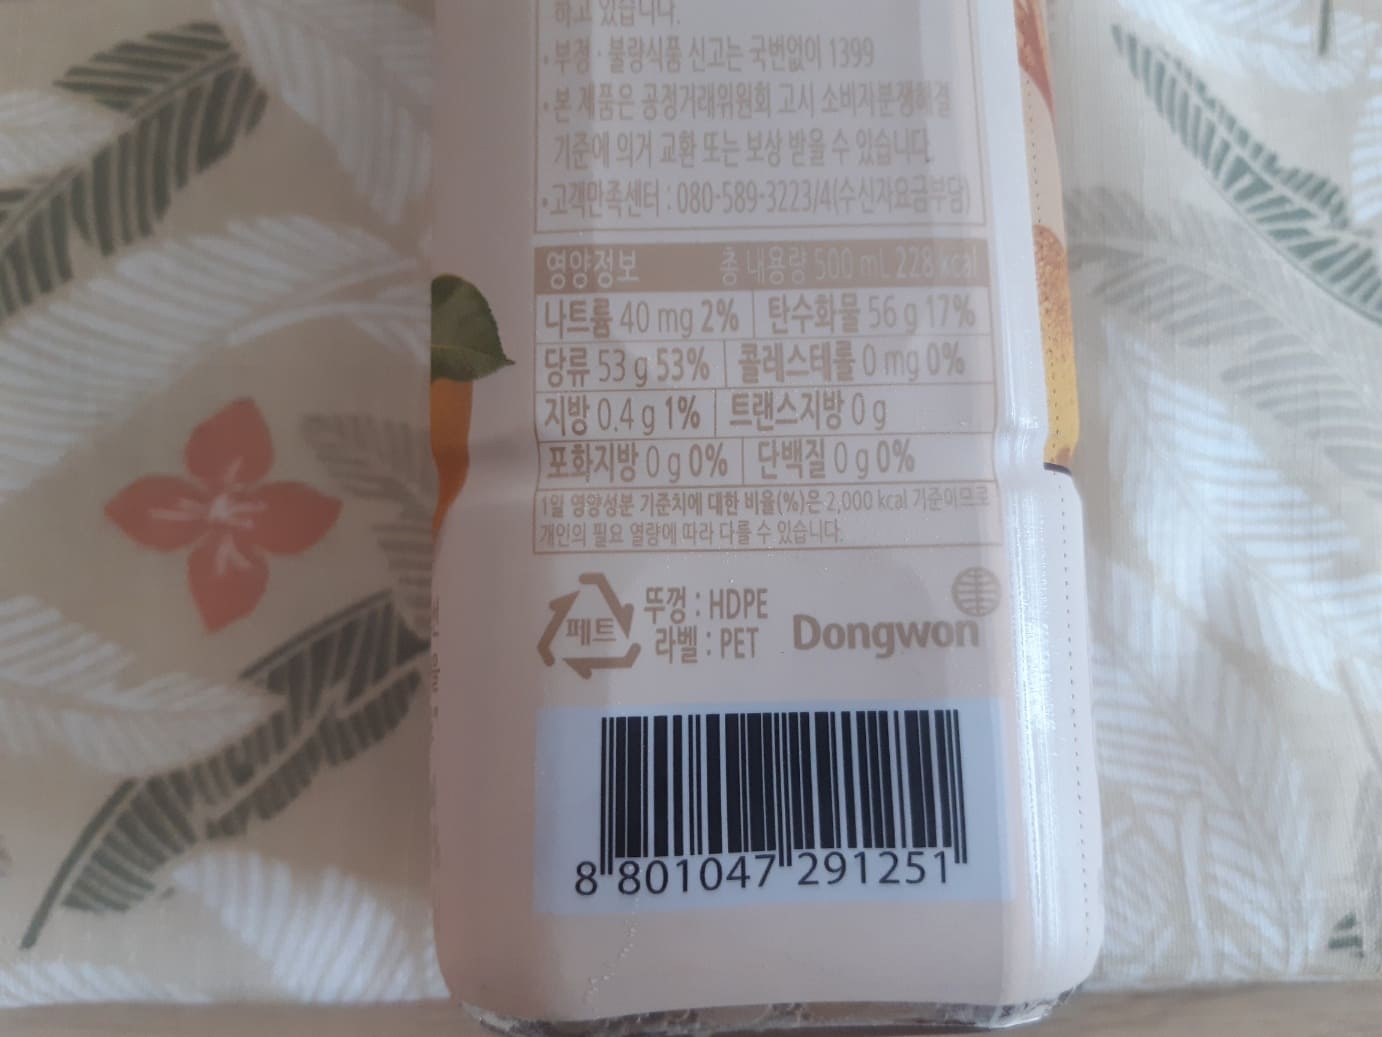 하고 있습니다.
· 부정 · 불량식품 신고는 국번없이 1399
· 본 제품은 공정거래위원회 고시 소비자분쟁해결
기준에 의거 교환 또는 보상 받을 수 있습니다.
· 고객만족센터 : 080-589-3223/4(수신자요금부담)
영양정보 총 내용량 500 mL 228 kcal
나트륨 40 mg 2% 탄수화물 56 g 17%
당류 53 g 53% 콜레스테롤 0 mg 0%
지방 0.4 g 1% 트랜스지방 0 g
포화지방 0 g 0% 단백질 0 g 0%
1일 영양성분 기준치에 대한 비율(%)은 2,000 kcal 기준이므로
개인의 필요 열량에 따라 다를 수 있습니다.
페트
뚜껑 : HDPE
라벨 : PET
Dongwon
8 801047 291251